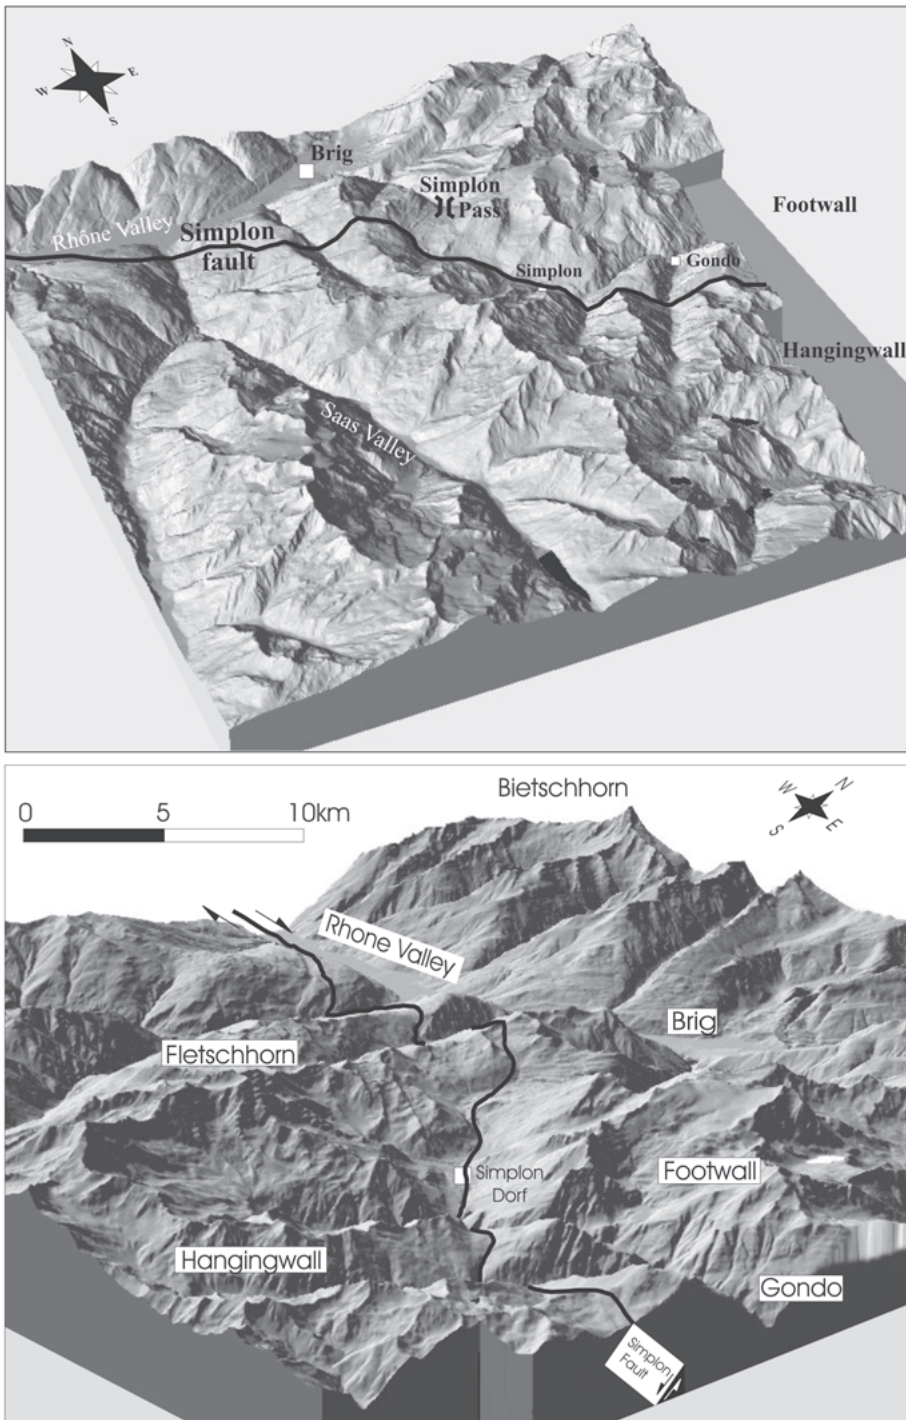 N
E
W
S
Brig
Simplon
Pass
Footwall
Rhône Valley
Simplon
fault
Simplon
Gondo
Hangingwall
Saas Valley
Bietschhorn
0 5 10km
W N
S E
Rhone Valley
Brig
Fletschhorn
Simplon
Dorf
Footwall
Hangingwall
Gondo
Simplon
Fault